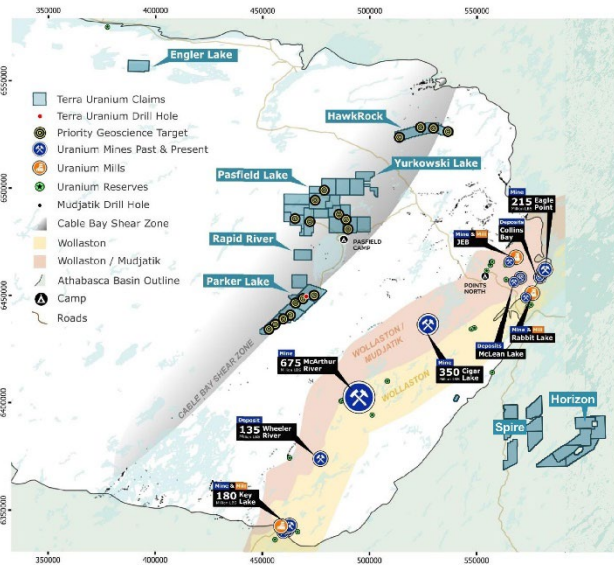 450000
500000
550000
Engler Lake
6550000
Terra Uranium Claims
Terra Uranium Drill Hole
Priority Geoscience Target
Uranium Mines Past & Present
Uranium Mills
Uranium Reserves
Mudjatik Drill Hole
Cable Bay Shear Zone
Wollaston
Wollaston / Mudjatik
Athabasca Basin Outline
Camp
Roads
HawkRock
Yurkowski Lake
Pasfield Lake
6500000
Rapid River
PASFIELD
CAMP
Parker Lake
6450000
CABLE BAY SHEAR ZONE
Mine
215 Eagle
Point
Deposits
Collins
Bay
Mine & Mill
JEB
POINTS
NORTH
Mine & Mill
Rabbit Lake
Deposits
McLean Lake
WOLLASTON /
MUDJATIK
WOLLASTON
Mine
675 McArthur
River
Mine
350 Cigar
Lake
6400000
Horizon
Spire
Deposit
135 Wheeler
River
Mine & Mill
180 Key
Lake
6350000
350000
400000
450000
500000
550000